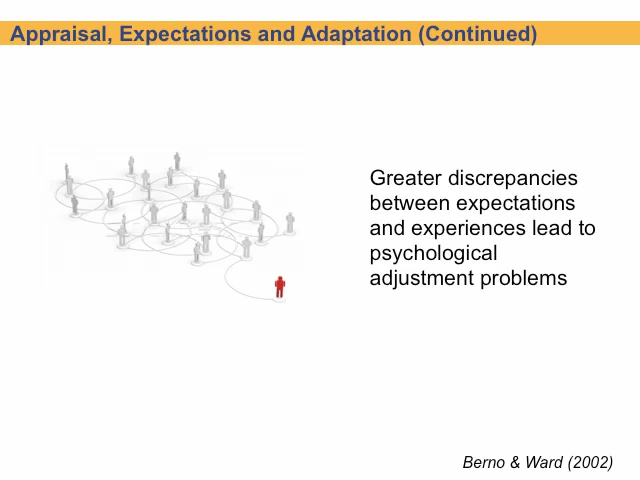 Appraisal, Expectations and Adaptation (Continued)
Greater discrepancies
between expectations
and experiences lead to
psychological
adjustment problems
Berno & Ward (2002)